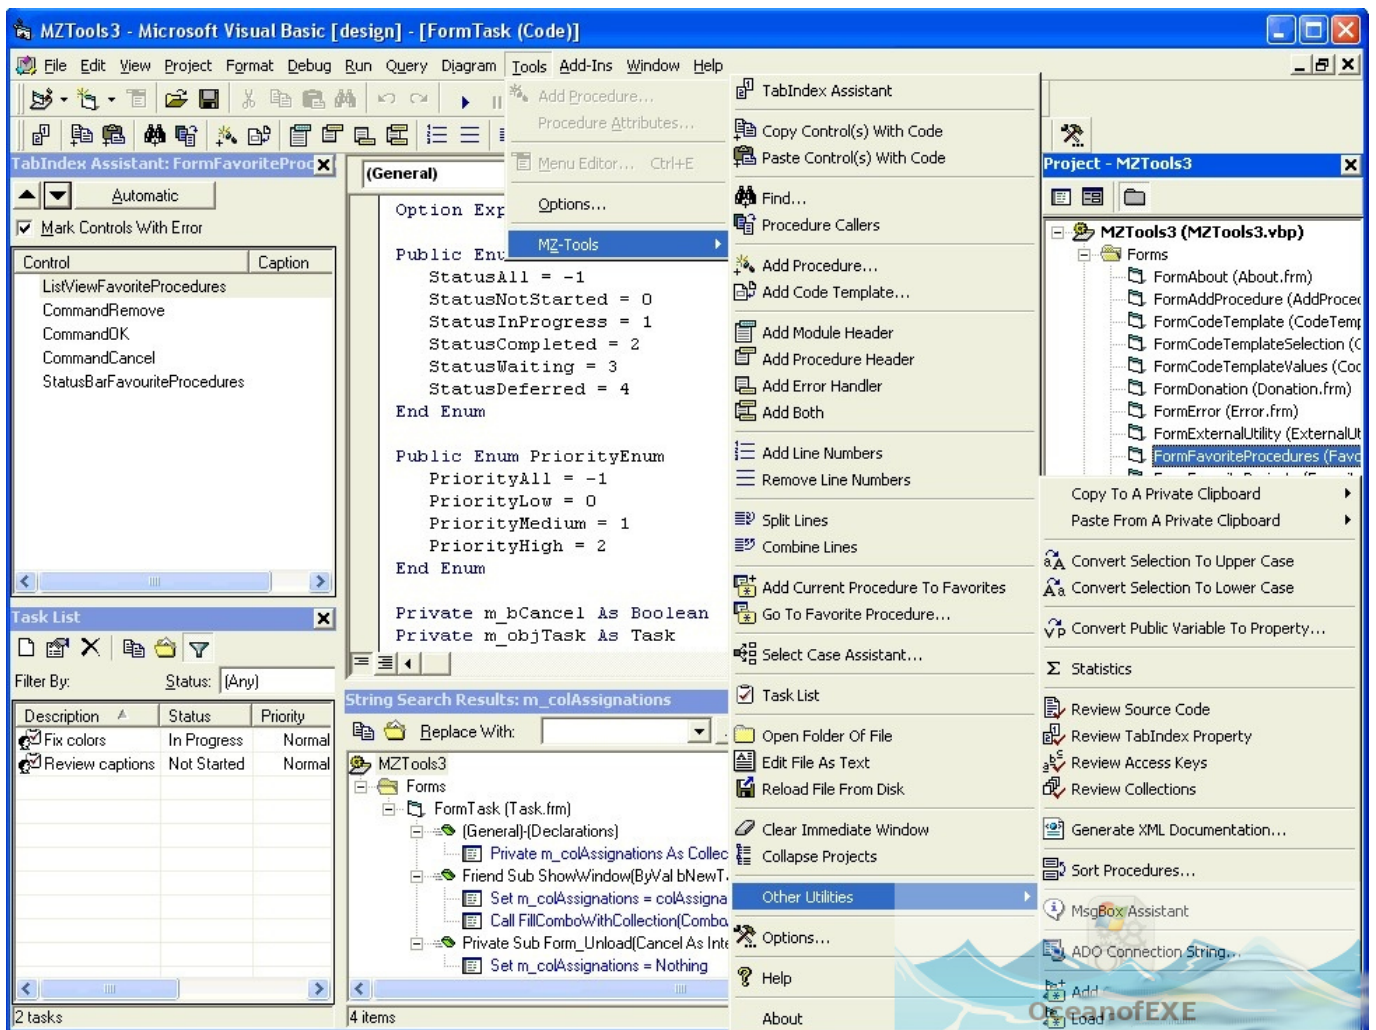 MZTools3 - Microsoft Visual Basic [design] - [FormTask (Code)]
File Edit View Project Format Debug Run Query Diagram Tools Add-Ins Window Help
TabIndex Assistant: FormFavoriteProc
Automatic
Mark Controls With Error
Control Caption
ListViewFavoriteProcedures
CommandRemove
CommandOK
CommandCancel
StatusBarFavouriteProcedures
Task List
Filter By: Status: (Any)
Description Status Priority
Fix colors In Progress Normal
Review captions Not Started Normal
2 tasks
(General)
Option Exp
Public Enu
StatusAll = -1
StatusNotStarted = 0
StatusInProgress = 1
StatusCompleted = 2
StatusWaiting = 3
StatusDeferred = 4
End Enum
Public Enum PriorityEnum
PriorityAll = -1
PriorityLow = 0
PriorityMedium = 1
PriorityHigh = 2
End Enum
Private m_bCancel As Boolean
Private m_objTask As Task
String Search Results: m_colAssignations
Replace With:
MZTools3
Forms
FormTask (Task.frm)
(General)-(Declarations)
Private m_colAssignations As Collec
Friend Sub ShowWindow(ByVal bNewT
Set m_colAssignations = colAssigna
Call FillComboWithCollection(Combo
Private Sub Form_Unload(Cancel As Inte
Set m_colAssignations = Nothing
4 items
Add Procedure...
Procedure Attributes...
Menu Editor... Ctrl+E
Options...
MZ-Tools
TabIndex Assistant
Copy Control(s) With Code
Paste Control(s) With Code
Find...
Procedure Callers
Add Procedure...
Add Code Template...
Add Module Header
Add Procedure Header
Add Error Handler
Add Both
Add Line Numbers
Remove Line Numbers
Split Lines
Combine Lines
Add Current Procedure To Favorites
Go To Favorite Procedure...
Select Case Assistant...
Task List
Open Folder Of File
Edit File As Text
Reload File From Disk
Clear Immediate Window
Collapse Projects
Other Utilities
Options...
Help
About
Project - MZTools3
MZTools3 (MZTools3.vbp)
Forms
FormAbout (About.frm)
FormAddProcedure (AddProced
FormCodeTemplate (CodeTemp
FormCodeTemplateSelection (C
FormCodeTemplateValues (Coc
FormDonation (Donation.frm)
FormError (Error.frm)
FormExternalUtility (ExternalUt
FormFavoriteProcedures (Favo
Copy To A Private Clipboard
Paste From A Private Clipboard
Convert Selection To Upper Case
Convert Selection To Lower Case
Convert Public Variable To Property...
Statistics
Review Source Code
Review TabIndex Property
Review Access Keys
Review Collections
Generate XML Documentation...
Sort Procedures...
MsgBox Assistant
ADO Connection String...
Add
Load
OceanofEXE